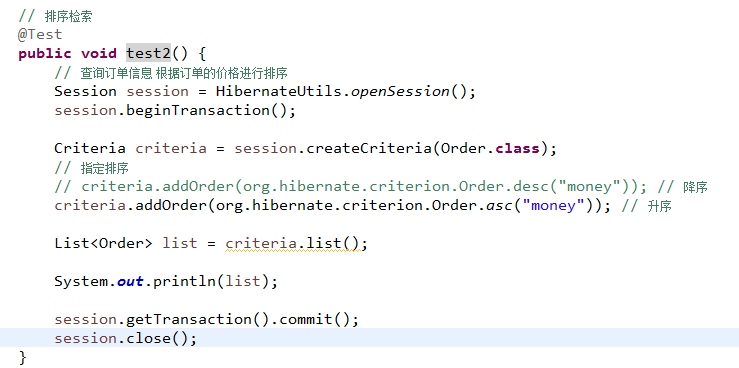 // 排序检索
@Test
public void test2() {
// 查询订单信息 根据订单的价格进行排序
Session session = HibernateUtils.openSession();
session.beginTransaction();
Criteria criteria = session.createCriteria(Order.class);
// 指定排序
// criteria.addOrder(org.hibernate.criterion.Order.desc("money")); // 降序
criteria.addOrder(org.hibernate.criterion.Order.asc("money")); // 升序
List<Order> list = criteria.list();
System.out.println(list);
session.getTransaction().commit();
session.close();
}